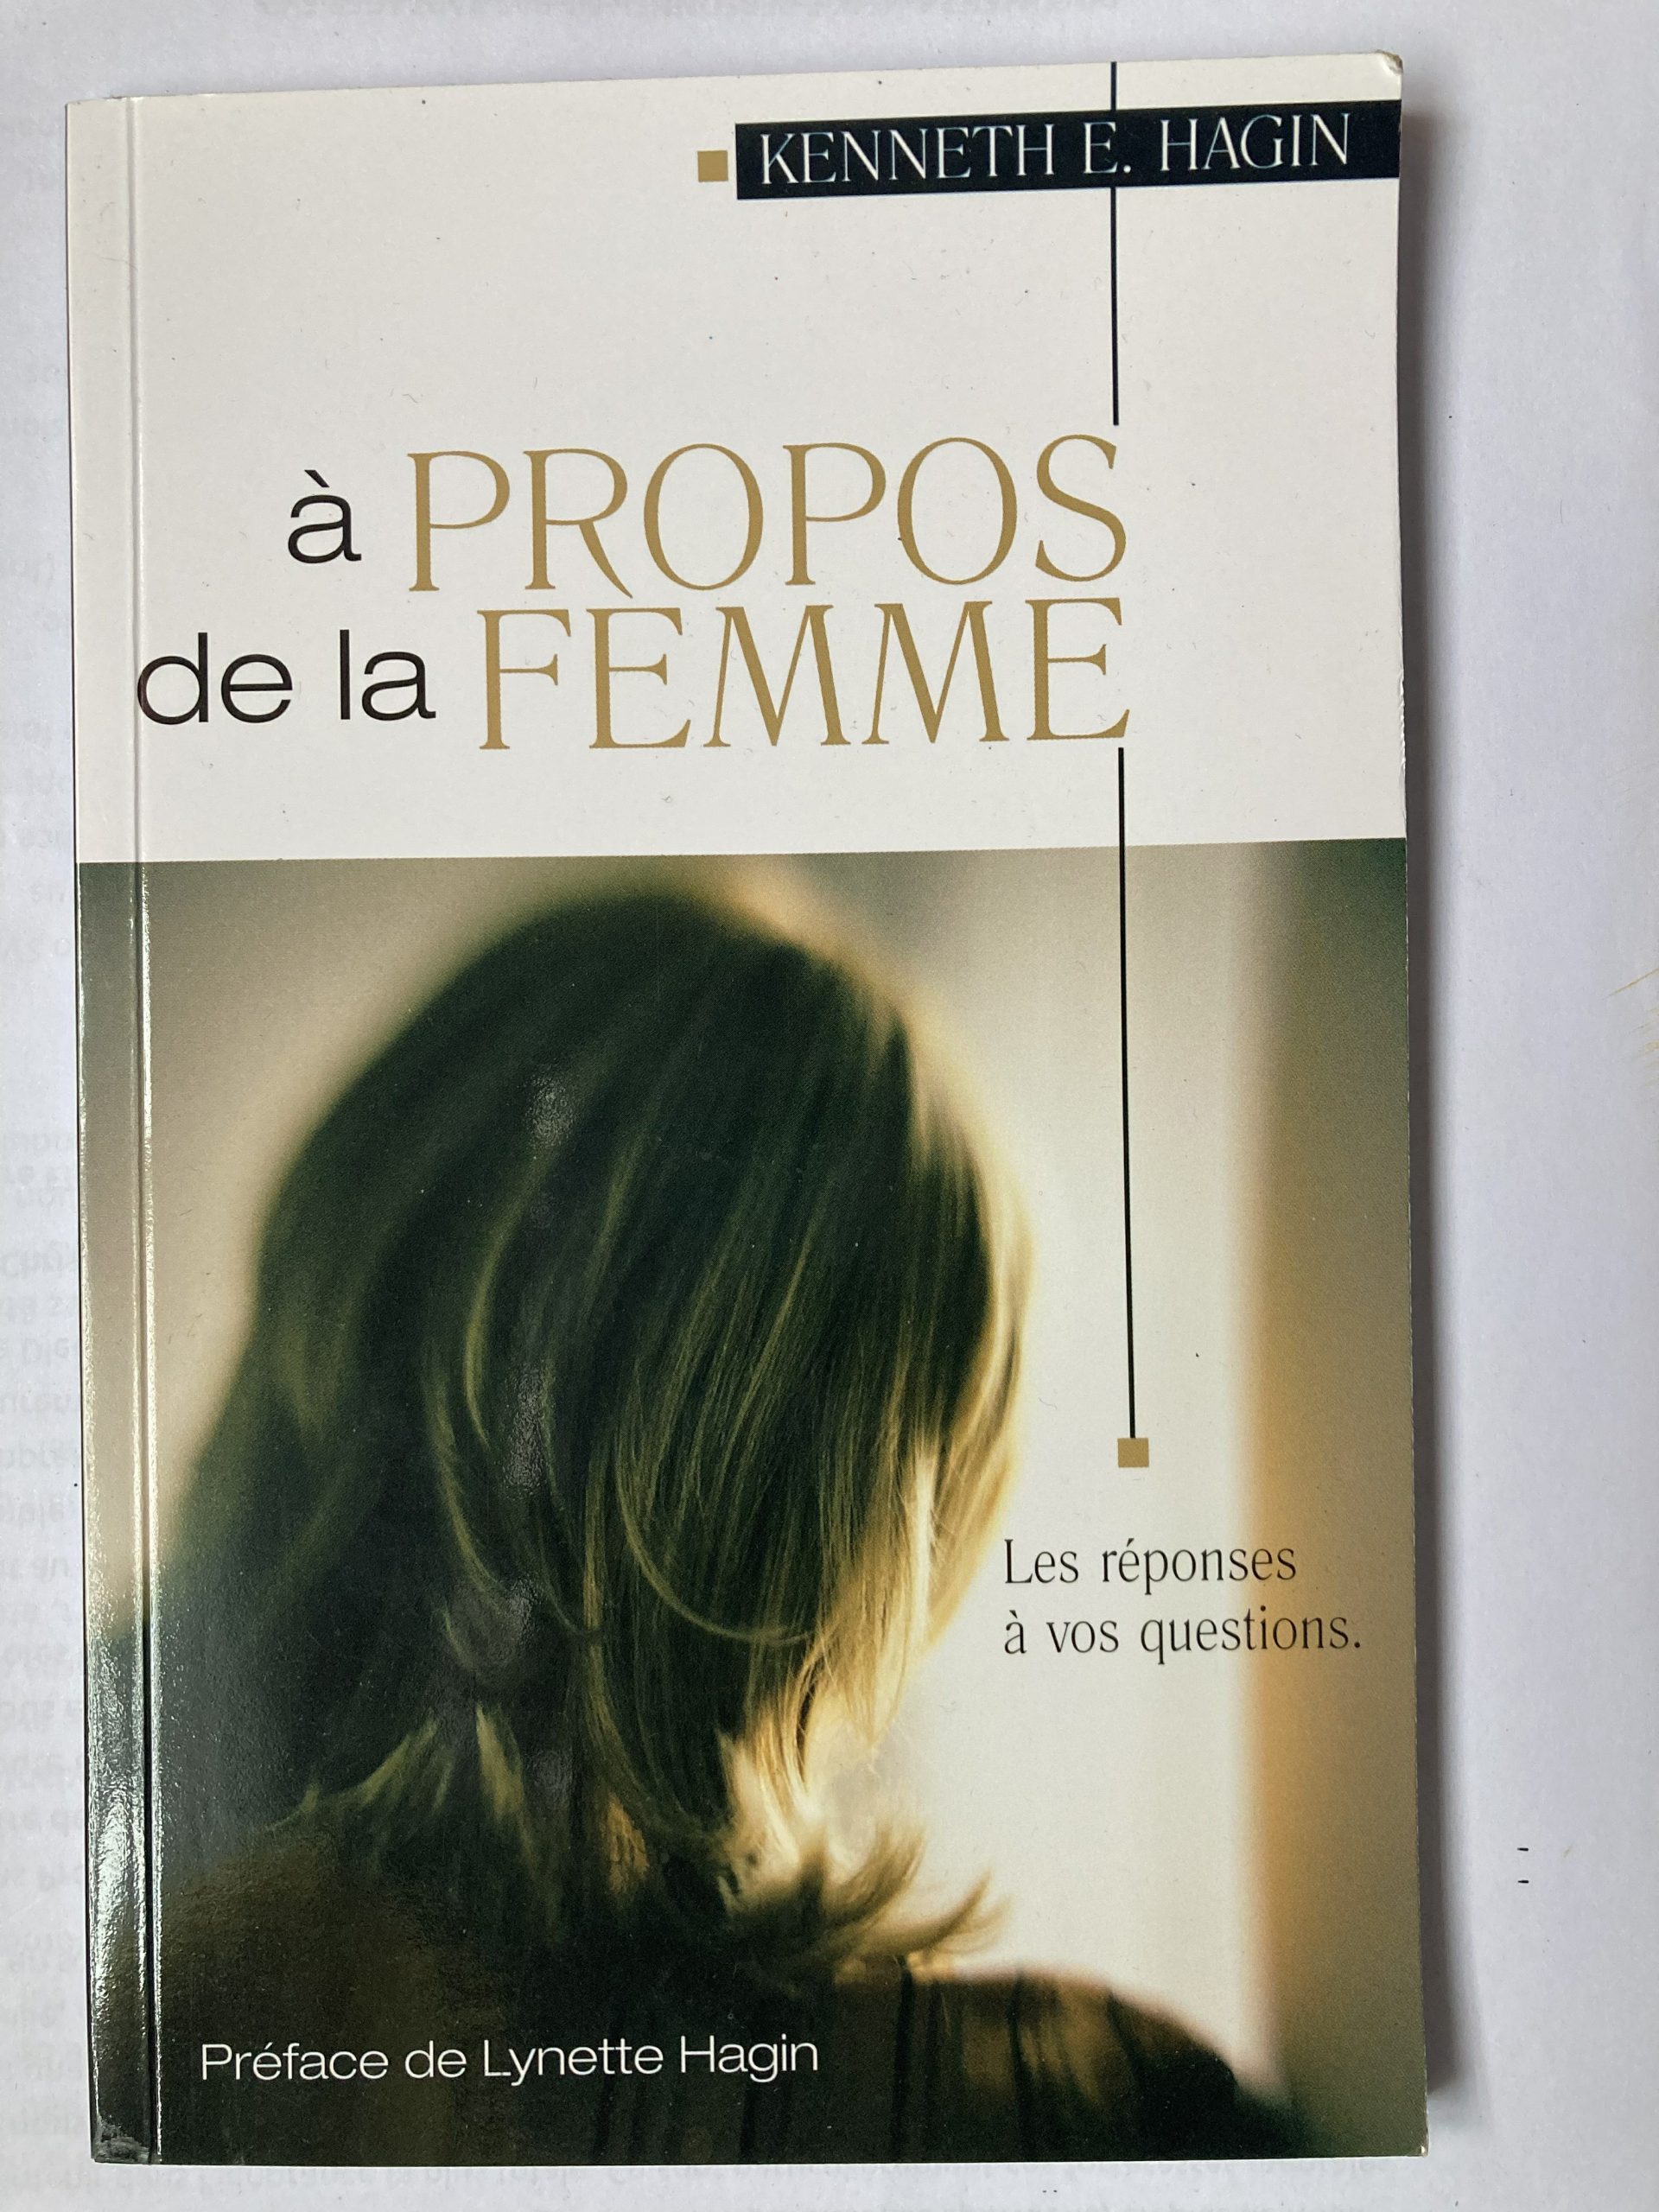 KENNETH E. HAGIN
à PROPOS
de la FEMME
Les réponses
à vos questions.
Préface de Lynette Hagin